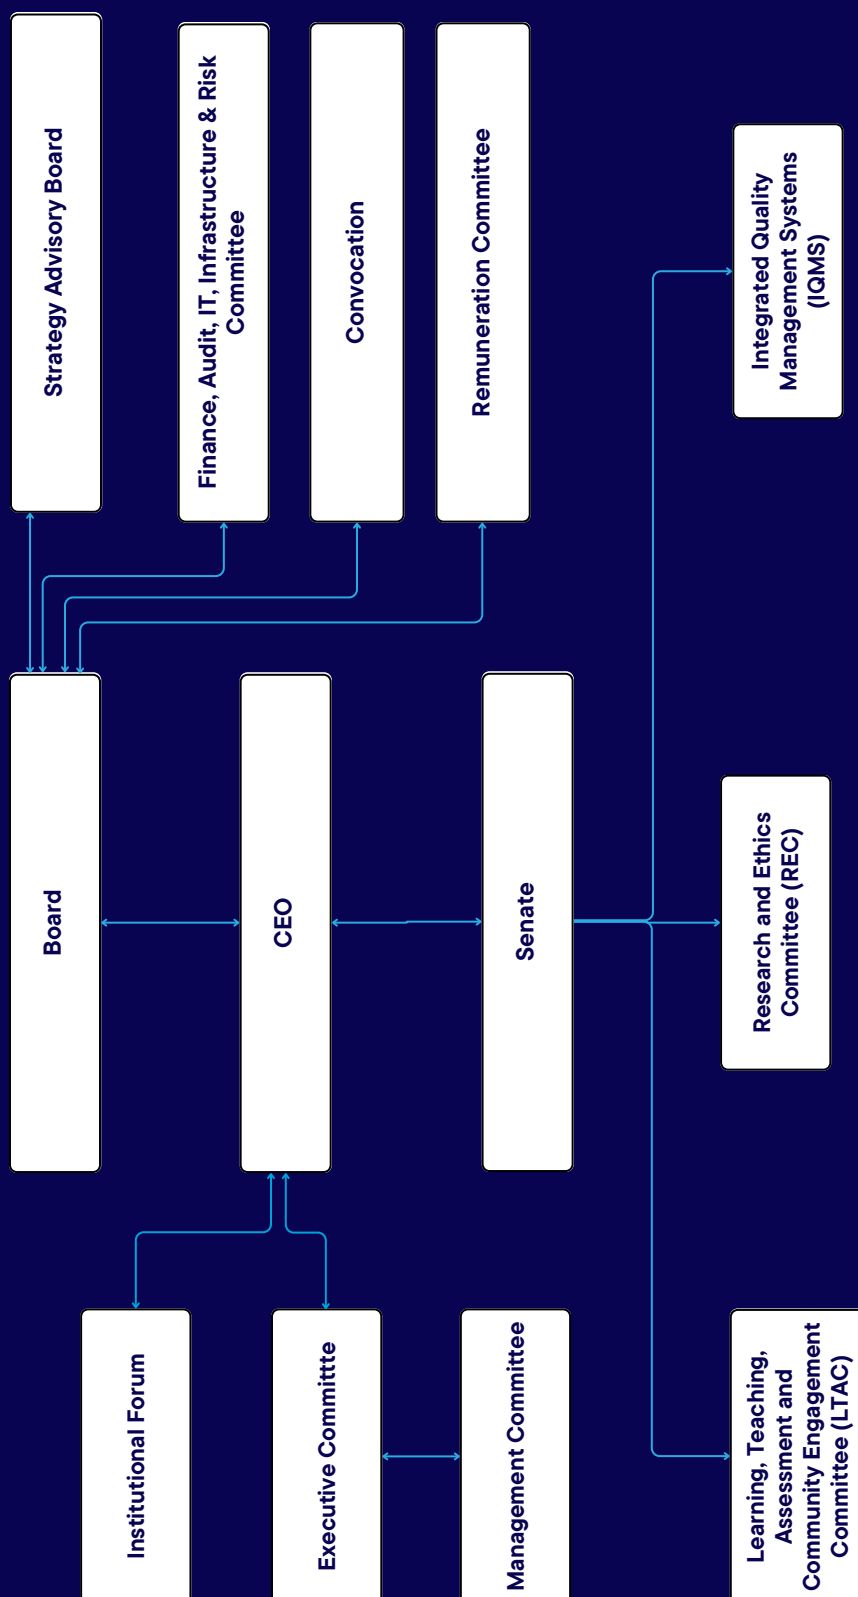 Strategy Advisory Board
Finance, Audit, IT, Infrastructure & Risk
Committee
Convocation
Remuneration Committee
Board
CEO
Senate
Institutional Forum
Executive Committte
Management Committee
Integrated Quality
Management Systems
(IQMS)
Research and Ethics
Committee (REC)
Learning, Teaching,
Assessment and
Community Engagement
Committee (LTAC)